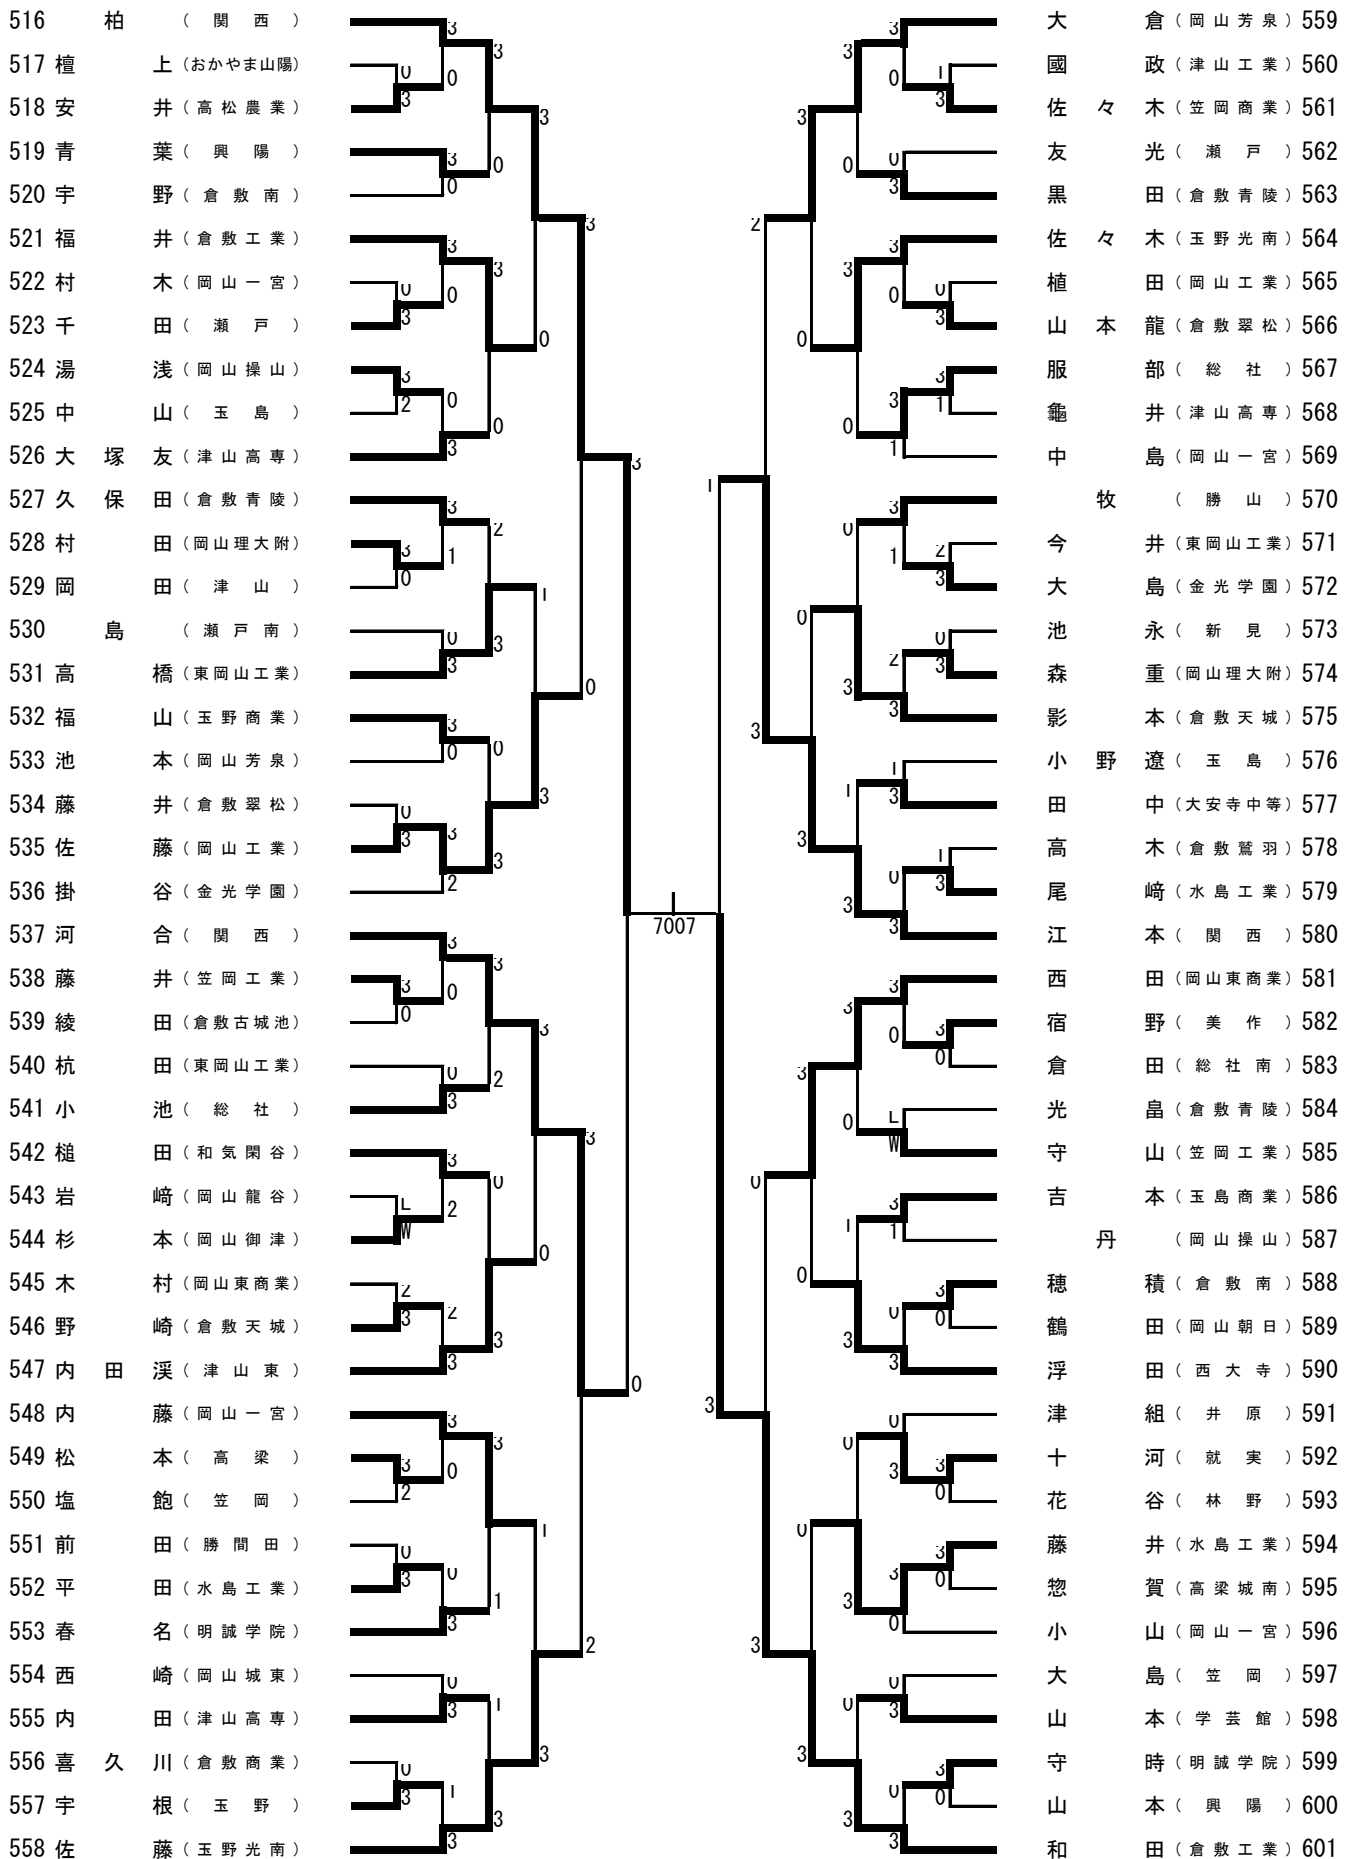 516 柏 (関西)
517 檀上 (おかやま山陽)
518 安井 (高松農業)
519 青葉 (興陽)
520 宇野 (倉敷南)
521 福井 (倉敷工業)
522 村木 (岡山一宮)
523 千田 (瀬戸)
524 湯浅 (岡山操山)
525 中山 (玉島)
526 大塚友 (津山高専)
527 久保田 (倉敷青陵)
528 村田 (岡山理大附)
529 岡田 (津山)
530 島 (瀬戸南)
531 高橋 (東岡山工業)
532 福山 (玉野商業)
533 池本 (岡山芳泉)
534 藤井 (倉敷翠松)
535 佐藤 (岡山工業)
536 掛谷 (金光学園)
537 河合 (関西)
538 藤井 (笠岡工業)
539 綾田 (倉敷古城池)
540 杭田 (東岡山工業)
541 小池 (総社)
542 槌田 (和気閑谷)
543 岩﨑 (岡山龍谷)
544 杉本 (岡山御津)
545 木村 (岡山東商業)
546 野崎 (倉敷天城)
547 内田渓 (津山東)
548 内藤 (岡山一宮)
549 松本 (高梁)
550 塩飽 (笠岡)
551 前田 (勝間田)
552 平田 (水島工業)
553 春名 (明誠学院)
554 西崎 (岡山城東)
555 内田 (津山高専)
556 喜久川 (倉敷商業)
557 宇根 (玉野)
558 佐藤 (玉野光南)
7007
大倉 (岡山芳泉) 559
國政 (津山工業) 560
佐々木 (笠岡商業) 561
友光 (瀬戸) 562
黒田 (倉敷青陵) 563
佐々木 (玉野光南) 564
植田 (岡山工業) 565
山本龍 (倉敷翠松) 566
服部 (総社) 567
龜井 (津山高専) 568
中島 (岡山一宮) 569
牧 (勝山) 570
今井 (東岡山工業) 571
大島 (金光学園) 572
池永 (新見) 573
森重 (岡山理大附) 574
影本 (倉敷天城) 575
小野遼 (玉島) 576
田中 (大安寺中等) 577
高木 (倉敷鷲羽) 578
尾﨑 (水島工業) 579
江本 (関西) 580
西田 (岡山東商業) 581
宿野 (美作) 582
倉田 (総社南) 583
光畠 (倉敷青陵) 584
守山 (笠岡工業) 585
吉本 (玉島商業) 586
丹 (岡山操山) 587
穂積 (倉敷南) 588
鶴田 (岡山朝日) 589
浮田 (西大寺) 590
津組 (井原) 591
十河 (就実) 592
花谷 (林野) 593
藤井 (水島工業) 594
惣賀 (高梁城南) 595
小山 (岡山一宮) 596
大島 (笠岡) 597
山本 (学芸館) 598
守時 (明誠学院) 599
山本 (興陽) 600
和田 (倉敷工業) 601